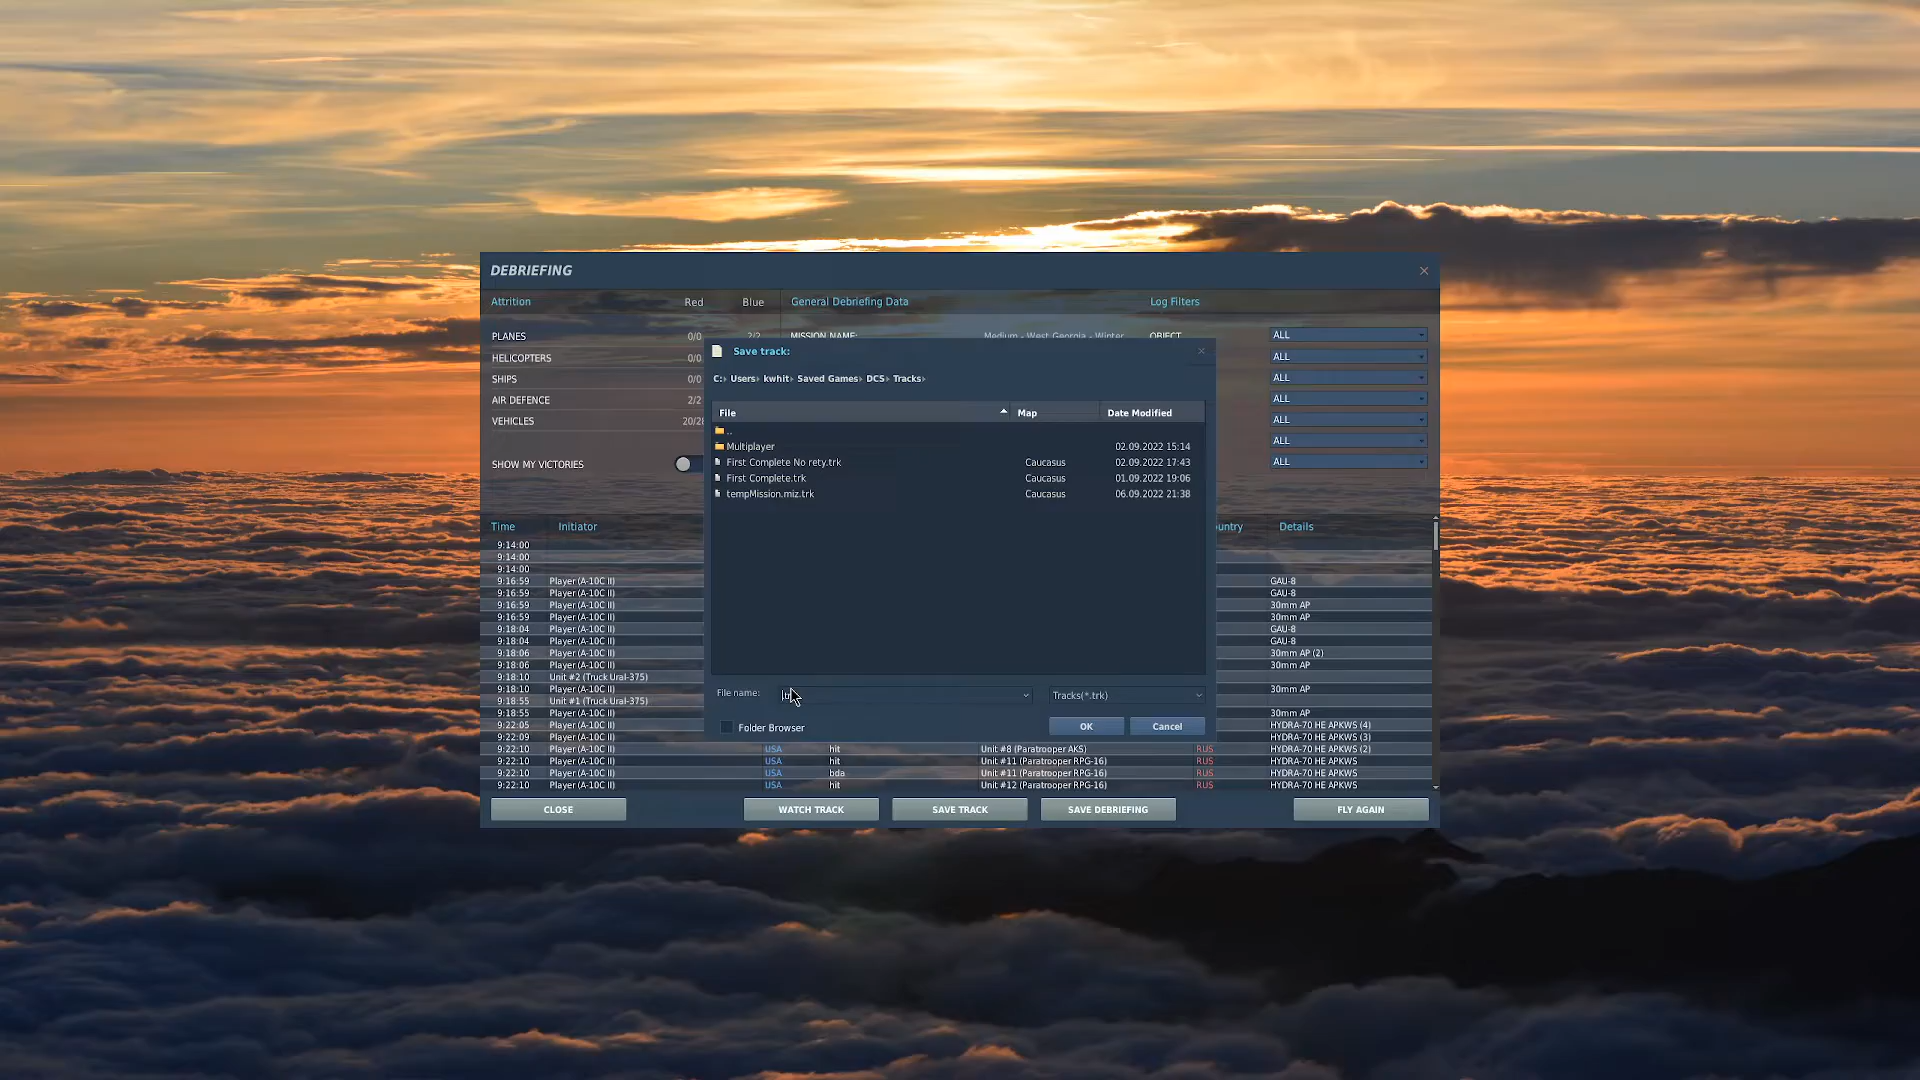 DEBRIEFING
Attrition Red Blue General Debriefing Data Log Filters
PLANES 0/0 2/2 MISSION NAME: Medium - West Georgia - Winter OBJECT ALL
HELICOPTERS 0/0 ALL
SHIPS 0/0 ALL
AIR DEFENCE 2/2 ALL
VEHICLES 20/2 ALL
ALL
SHOW MY VICTORIES ALL
Save track:
C: Users kwhit Saved Games DCS Tracks
File Map Date Modified
..
Multiplayer 02.09.2022 15:14
First Complete No rety.trk Caucasus 02.09.2022 17:43
First Complete.trk Caucasus 01.09.2022 19:06
tempMission.miz.trk Caucasus 06.09.2022 21:38
File name: Tracks(*.trk)
Folder Browser OK Cancel
Time Initiator untry Details
9:14:00
9:14:00
9:14:00
9:16:59 Player (A-10C II) GAU-8
9:16:59 Player (A-10C II) GAU-8
9:16:59 Player (A-10C II) 30mm AP
9:16:59 Player (A-10C II) 30mm AP
9:18:04 Player (A-10C II) GAU-8
9:18:04 Player (A-10C II) GAU-8
9:18:06 Player (A-10C II) 30mm AP (2)
9:18:06 Player (A-10C II) 30mm AP
9:18:10 Unit #2 (Truck Ural-375)
9:18:10 Player (A-10C II) 30mm AP
9:18:55 Unit #1 (Truck Ural-375)
9:18:55 Player (A-10C II) 30mm AP
9:22:05 Player (A-10C II) HYDRA-70 HE APKWS (4)
9:22:09 Player (A-10C II) HYDRA-70 HE APKWS (3)
9:22:10 Player (A-10C II) USA hit Unit #8 (Paratrooper AKS) RUS HYDRA-70 HE APKWS (2)
9:22:10 Player (A-10C II) USA hit Unit #11 (Paratrooper RPG-16) RUS HYDRA-70 HE APKWS
9:22:10 Player (A-10C II) USA bda Unit #11 (Paratrooper RPG-16) RUS HYDRA-70 HE APKWS
9:22:10 Player (A-10C II) USA hit Unit #12 (Paratrooper RPG-16) RUS HYDRA-70 HE APKWS
CLOSE WATCH TRACK SAVE TRACK SAVE DEBRIEFING FLY AGAIN